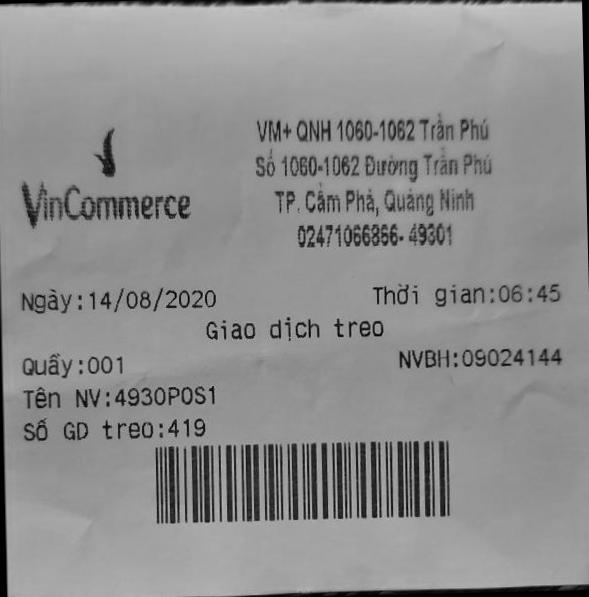 VinCommerce
VM+ QNH 1060-1062 Trần Phú
Số 1060-1062 Đường Trần Phú
TP. Cẩm Phả, Quảng Ninh
02471066866- 49301
Ngày:14/08/2020 Thời gian:06:45
Giao dịch treo
Quầy:001 NVBH:09024144
Tên NV:4930POS1
Số GD treo:419